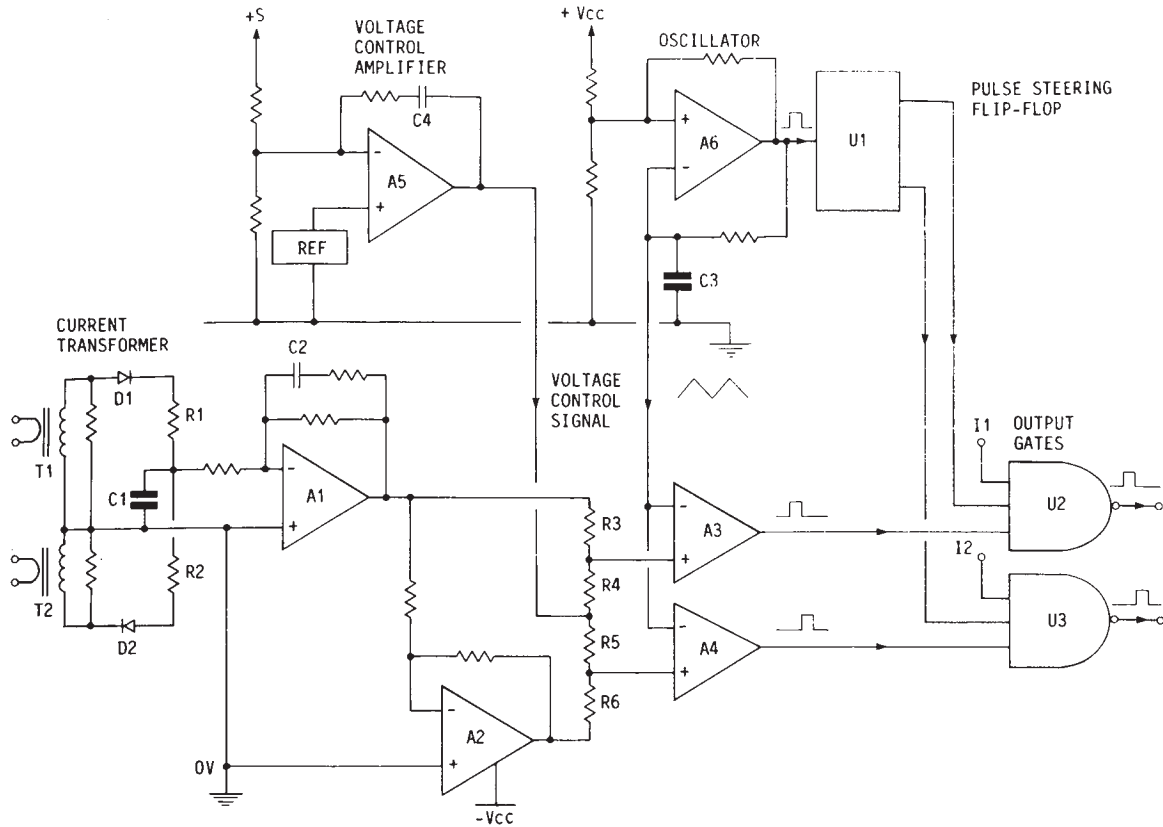 +S
VOLTAGE
CONTROL
AMPLIFIER
C4
-
A5
+
REF
+ Vcc
OSCILLATOR
+
A6
-
C3
U1
PULSE STEERING
FLIP-FLOP
CURRENT
TRANSFORMER
D1
R1
T1
C1
T2
R2
D2
C2
-
A1
+
VOLTAGE
CONTROL
SIGNAL
R3
R4
R5
R6
-
A3
+
-
A4
+
-
A2
+
-Vcc
0V
I1
OUTPUT
GATES
U2
I2
U3